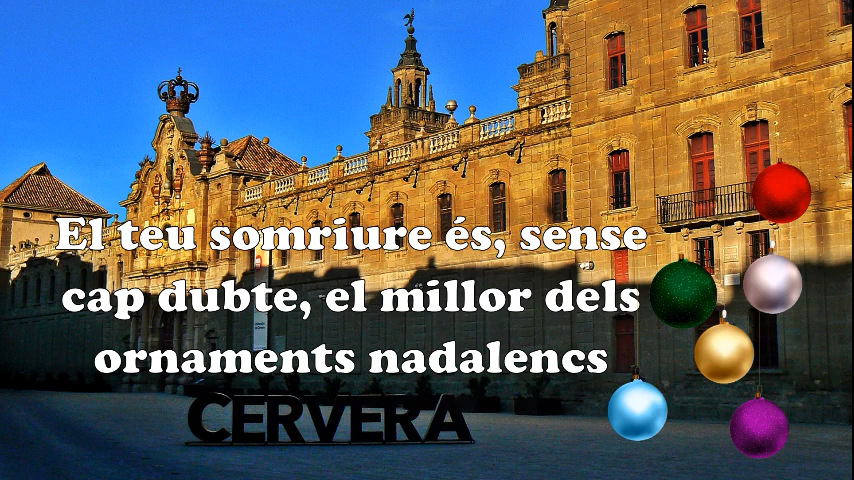 El teu somriure és, sense
cap dubte, el millor dels
ornaments nadalencs
CERVERA